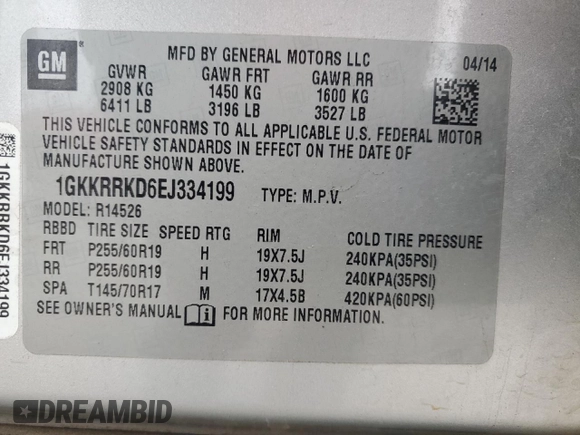 GM
MFD BY GENERAL MOTORS LLC
04/14
GVWR GAWR FRT GAWR RR
2908 KG 1450 KG 1600 KG
6411 LB 3196 LB 3527 LB
THIS VEHICLE CONFORMS TO ALL APPLICABLE U.S. FEDERAL MOTOR
VEHICLE SAFETY STANDARDS IN EFFECT ON THE DATE OF
MANUFACTURE SHOWN ABOVE.
1GKKRRKD6EJ334199 TYPE: M.P.V.
MODEL: R14526
RBBD TIRE SIZE SPEED RTG RIM COLD TIRE PRESSURE
FRT P255/60R19 H 19X7.5J 240KPA(35PSI)
RR P255/60R19 H 19X7.5J 240KPA(35PSI)
SPA T145/70R17 M 17X4.5B 420KPA(60PSI)
SEE OWNER'S MANUAL FOR MORE INFORMATION.
1GKKRRKD6EJ334199
DREAMBID